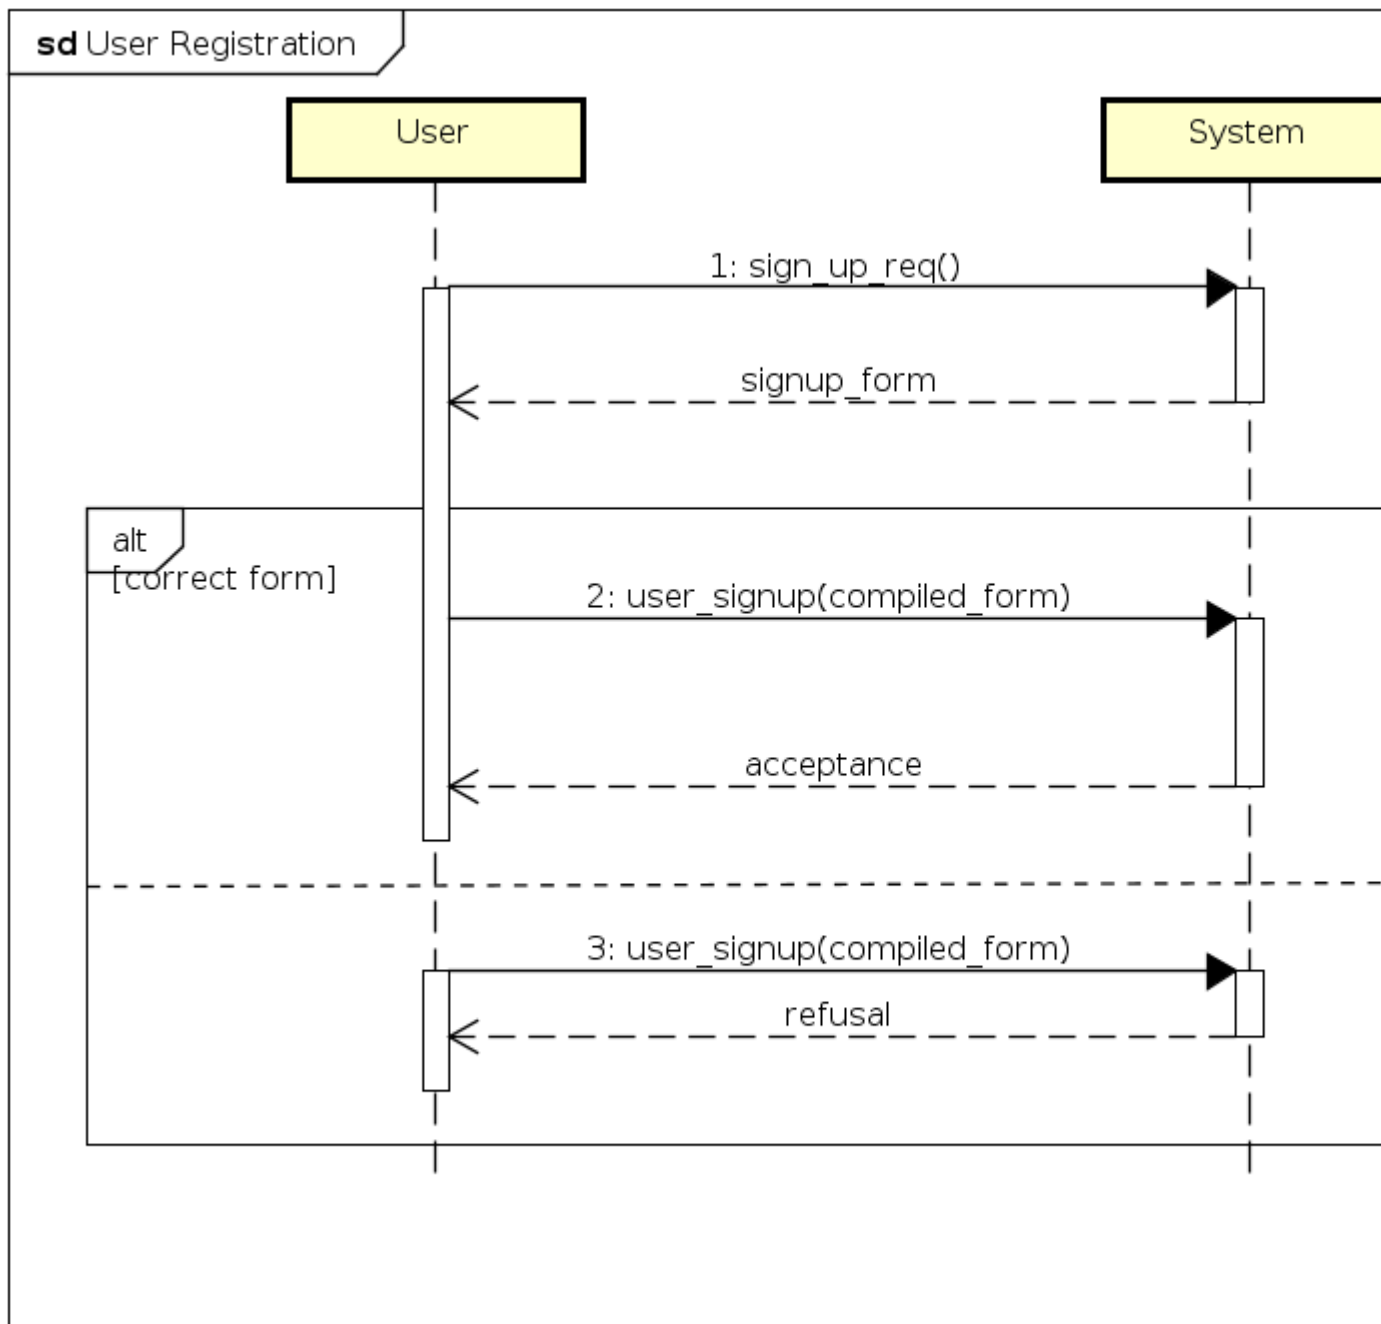 sd User Registration
User
System
1: sign_up_req()
signup_form
alt
[correct form]
2: user_signup(compiled_form)
acceptance
3: user_signup(compiled_form)
refusal